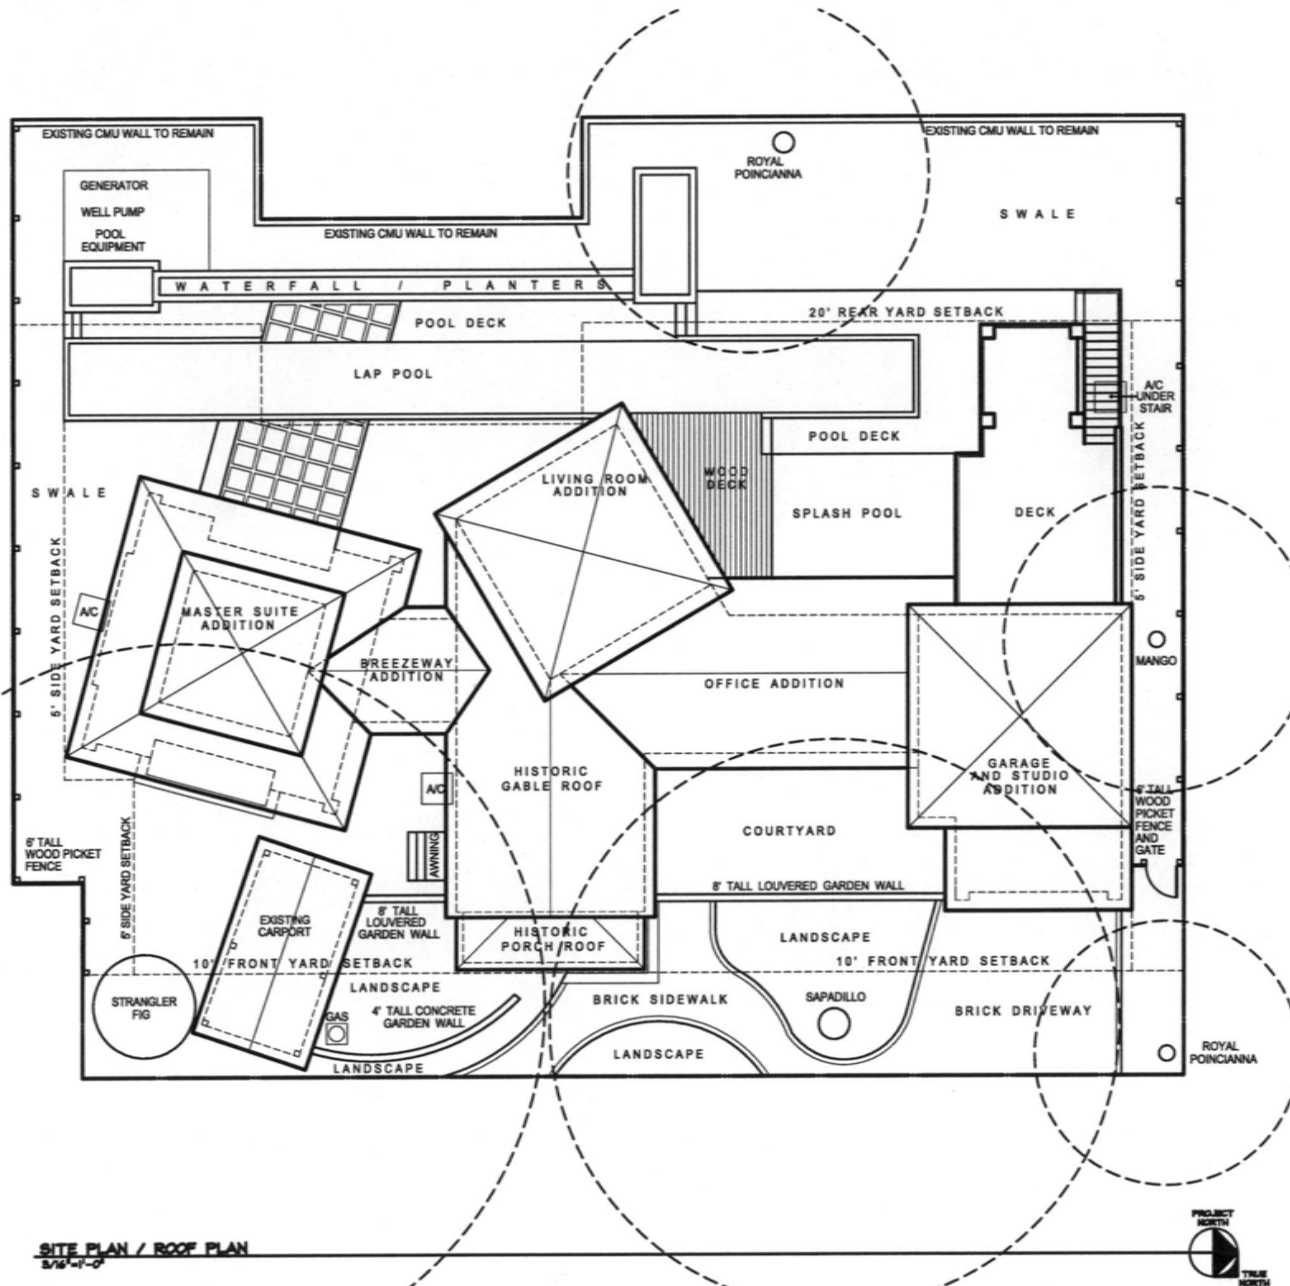 EXISTING CMU WALL TO REMAIN
EXISTING CMU WALL TO REMAIN
ROYAL
POINCIANNA
GENERATOR
WELL PUMP
POOL
EQUIPMENT
SWALE
EXISTING CMU WALL TO REMAIN
WATERFALL / PLANTERS
POOL DECK
20' REAR YARD SETBACK
LAP POOL
A/C
UNDER
STAIR
POOL DECK
LIVING ROOM
ADDITION
WOOD
DECK
SWALE
SPLASH POOL
DECK
5' SIDE YARD SETBACK
5' SIDE YARD SETBACK
A/C
MASTER SUITE
ADDITION
BREEZEWAY
ADDITION
OFFICE ADDITION
MANGO
HISTORIC
GABLE ROOF
GARAGE
AND STUDIO
ADDITION
A/C
6' TALL
WOOD
PICKET
FENCE
AND
GATE
COURTYARD
6' TALL
WOOD PICKET
FENCE
5' SIDE YARD SETBACK
AWNING
8' TALL LOUVERED GARDEN WALL
EXISTING
CARPORT
8' TALL
LOUVERED
GARDEN WALL
HISTORIC
PORCH ROOF
LANDSCAPE
10' FRONT YARD SETBACK
10' FRONT YARD SETBACK
LANDSCAPE
STRANGLER
FIG
BRICK SIDEWALK
SAPADILLO
GAS
4' TALL CONCRETE
GARDEN WALL
BRICK DRIVEWAY
LANDSCAPE
LANDSCAPE
ROYAL
POINCIANNA
SITE PLAN / ROOF PLAN
3/16"=1'-0"
PROJECT
NORTH
TRUE
NORTH